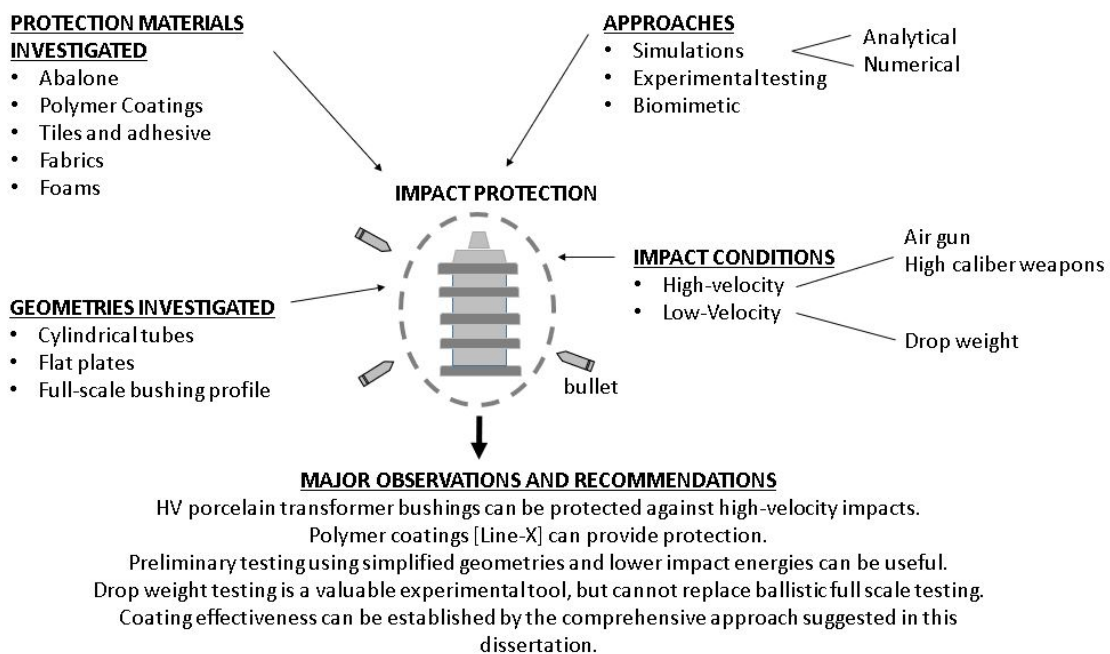 PROTECTION MATERIALS
INVESTIGATED
• Abalone
• Polymer Coatings
• Tiles and adhesive
• Fabrics
• Foams
APPROACHES
• Simulations
• Experimental testing
• Biomimetic
Analytical
Numerical
IMPACT PROTECTION
IMPACT CONDITIONS
• High-velocity
• Low-Velocity
Air gun
High caliber weapons
Drop weight
GEOMETRIES INVESTIGATED
• Cylindrical tubes
• Flat plates
• Full-scale bushing profile
bullet
MAJOR OBSERVATIONS AND RECOMMENDATIONS
HV porcelain transformer bushings can be protected against high-velocity impacts.
Polymer coatings [Line-X] can provide protection.
Preliminary testing using simplified geometries and lower impact energies can be useful.
Drop weight testing is a valuable experimental tool, but cannot replace ballistic full scale testing.
Coating effectiveness can be established by the comprehensive approach suggested in this
dissertation.